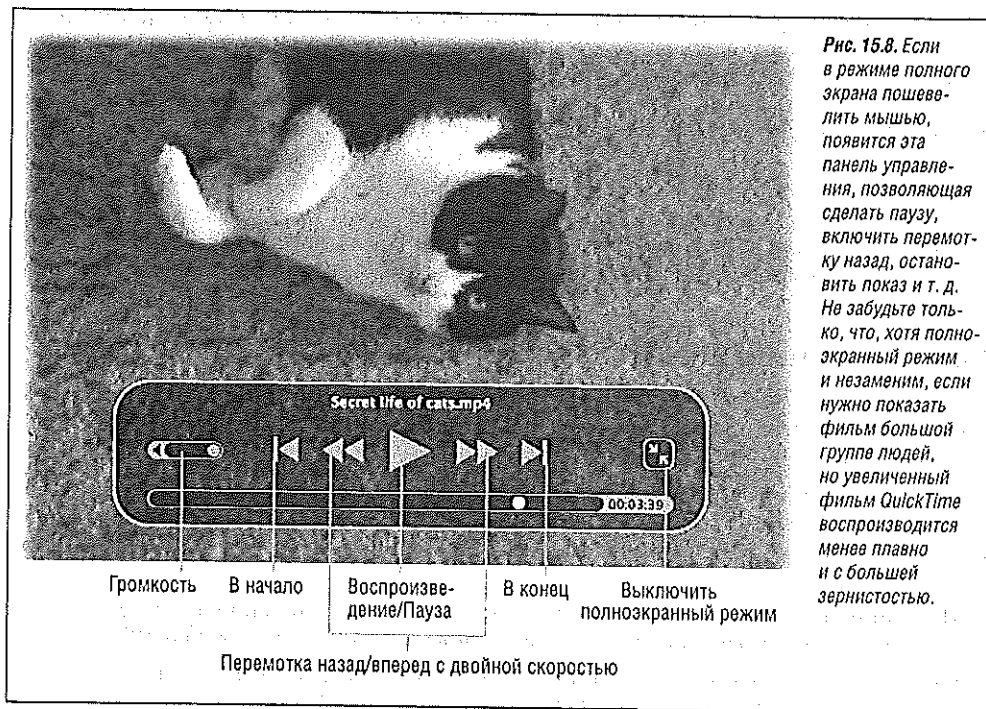 Рис. 15.8. Если
в режиме полного
экрана пошеве-
лить мышью,
появится эта
панель управле-
ния, позволяющая
сделать паузу,
включить перемот-
ку назад, остано-
вить показ и т. д.
Не забудьте толь-
ко, что, хотя полно-
экранный режим
и незаменим, если
нужно показать
фильм большой
группе людей,
но увеличенный
фильм QuickTime
воспроизводится
менее плавно
и с большей
зернистостью.
Secret life of cats.mp4
00:03:39
Громкость В начало Воспроизве- В конец Выключить
дение/Пауза полноэкранный режим
Перемотка назад/вперед с двойной скоростью